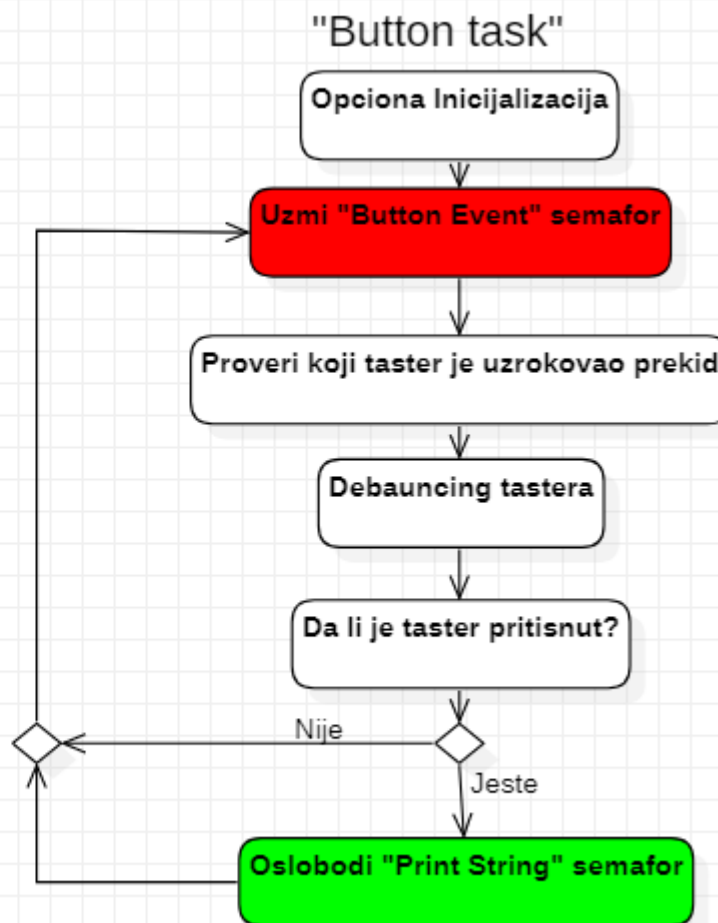 "Button task"
Opciona Inicijalizacija
Uzmi "Button Event" semafor
Proveri koji taster je uzrokovao prekid
Debauncing tastera
Da li je taster pritisnut?
Nije
Jeste
Oslobodi "Print String" semafor